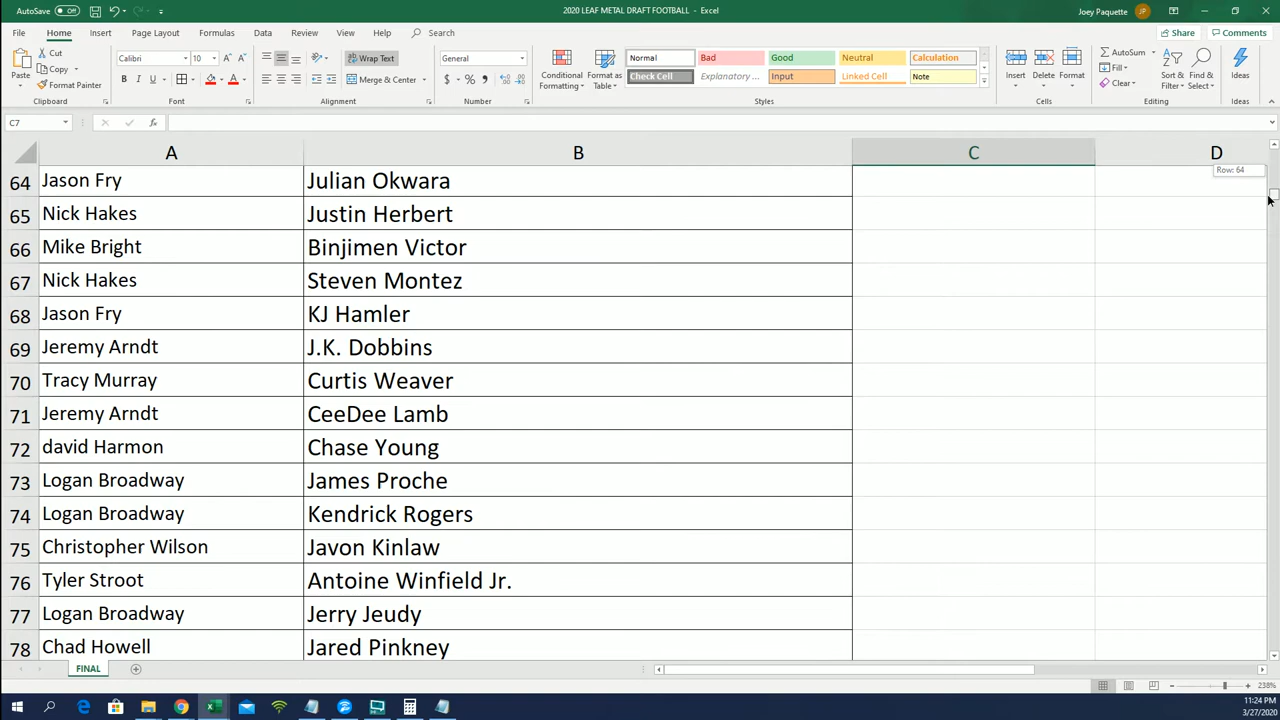 AutoSave Off 2020 LEAF METAL DRAFT FOOTBALL - Excel Joey Paquette JP
File Home Insert Page Layout Formulas Data Review View Help Search Share Comments
Paste Cut Copy Format Painter Clipboard
Calibri 10 A A B I U A Font
Wrap Text Merge & Center Alignment
General $ % , Number
Conditional Formatting Format as Table
Normal Bad Good Neutral Calculation
Check Cell Explanatory ... Input Linked Cell Note
Styles
Insert Delete Format Cells
AutoSum Fill Clear Sort & Filter Find & Select Editing
Ideas Ideas
C7 fx
A B C D
Row: 64
64 Jason Fry Julian Okwara
65 Nick Hakes Justin Herbert
66 Mike Bright Binjimen Victor
67 Nick Hakes Steven Montez
68 Jason Fry KJ Hamler
69 Jeremy Arndt J.K. Dobbins
70 Tracy Murray Curtis Weaver
71 Jeremy Arndt CeeDee Lamb
72 david Harmon Chase Young
73 Logan Broadway James Proche
74 Logan Broadway Kendrick Rogers
75 Christopher Wilson Javon Kinlaw
76 Tyler Stroot Antoine Winfield Jr.
77 Logan Broadway Jerry Jeudy
78 Chad Howell Jared Pinkney
FINAL
238%
11:24 PM
3/27/2020